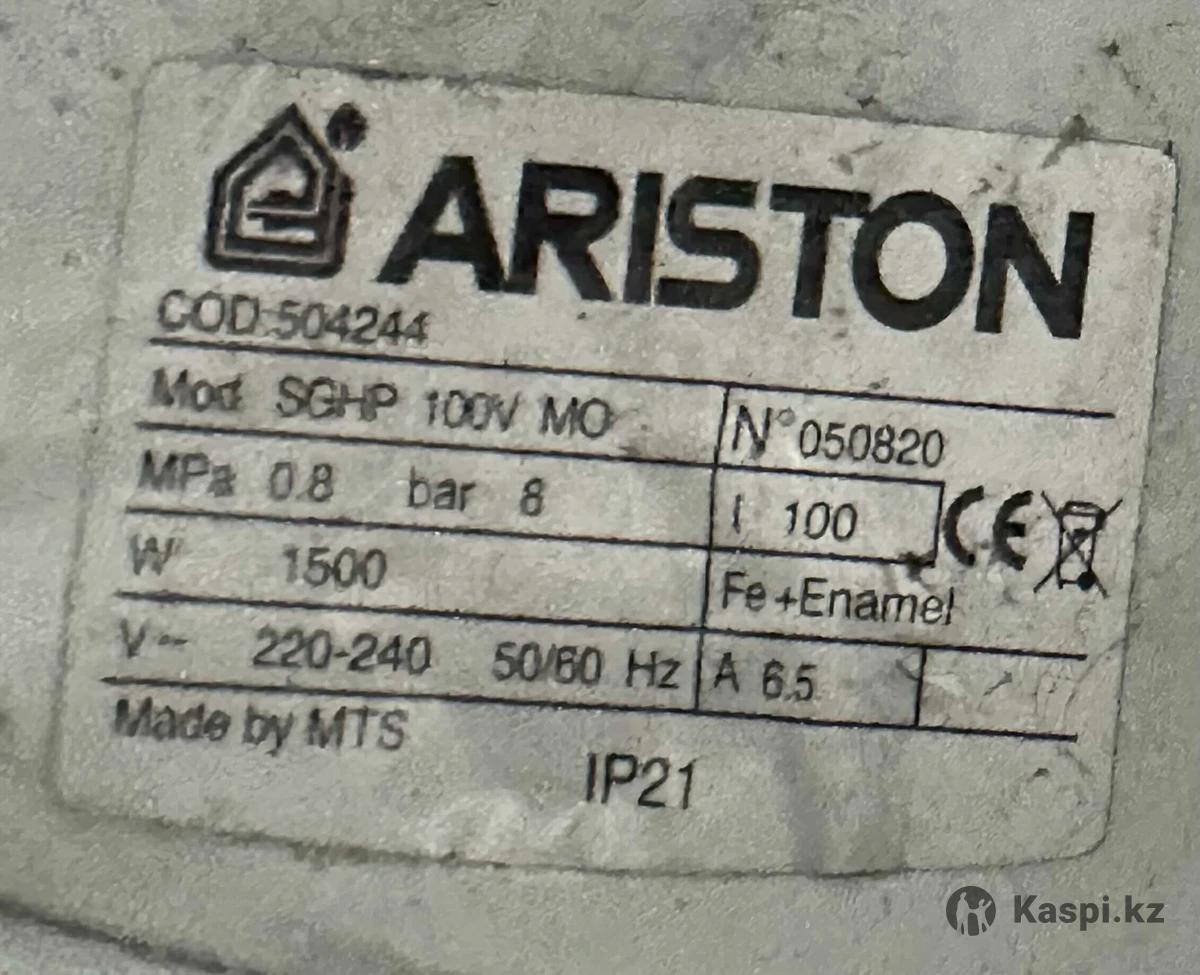 ARISTON
COD:504244
Mod SGHP 100V MO N° 050820
MPa 0.8 bar 8 l 100 CE
W 1500 Fe+Enamel
V~ 220-240 50/60 Hz A 6.5
Made by MTS
IP21
Kaspi.kz